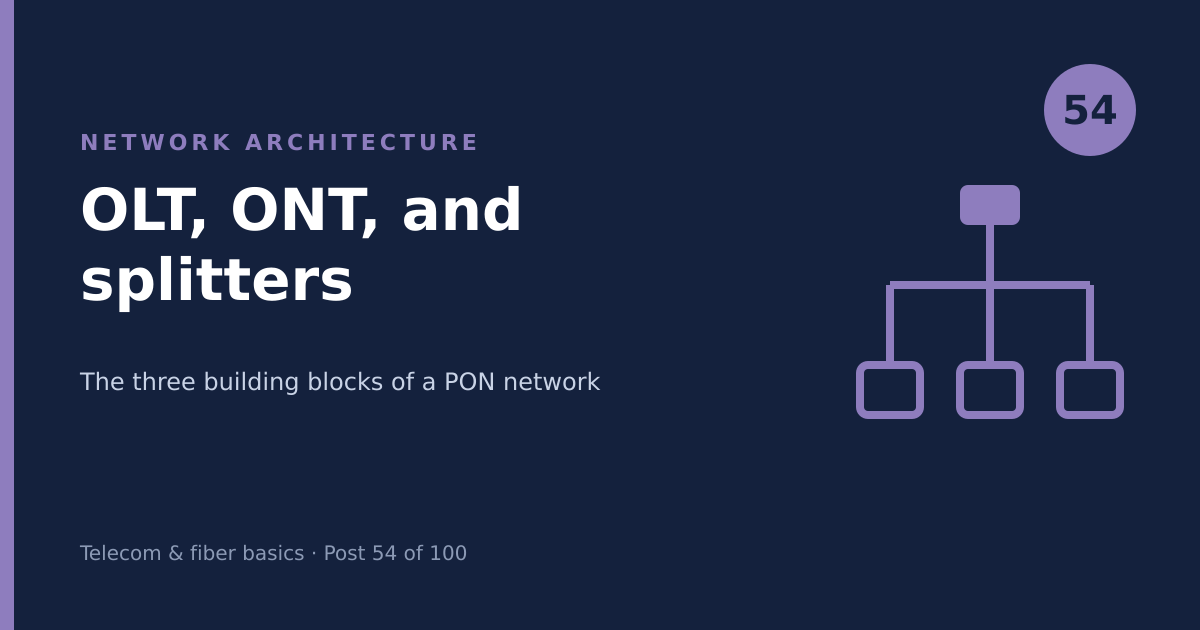 54
NETWORK ARCHITECTURE
OLT, ONT, and
splitters
The three building blocks of a PON network
Telecom & fiber basics · Post 54 of 100